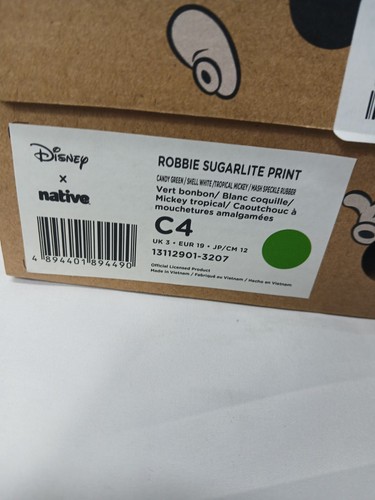 Disney
x
native
ROBBIE SUGARLITE PRINT
CANDY GREEN / SHELL WHITE /TROPICAL MICKEY / MASH SPECKLE RUBBER
Vert bonbon/ Blanc coquille/
Mickey tropical/ Caoutchouc à
mouchetures amalgamées
C4
UK 3 • EUR 19 • JP/CM 12
13112901-3207
Official Licensed Product
Made in Vietnam / Fabriqué au Vietnam / Hecho en Vietnam
4 894401 894490